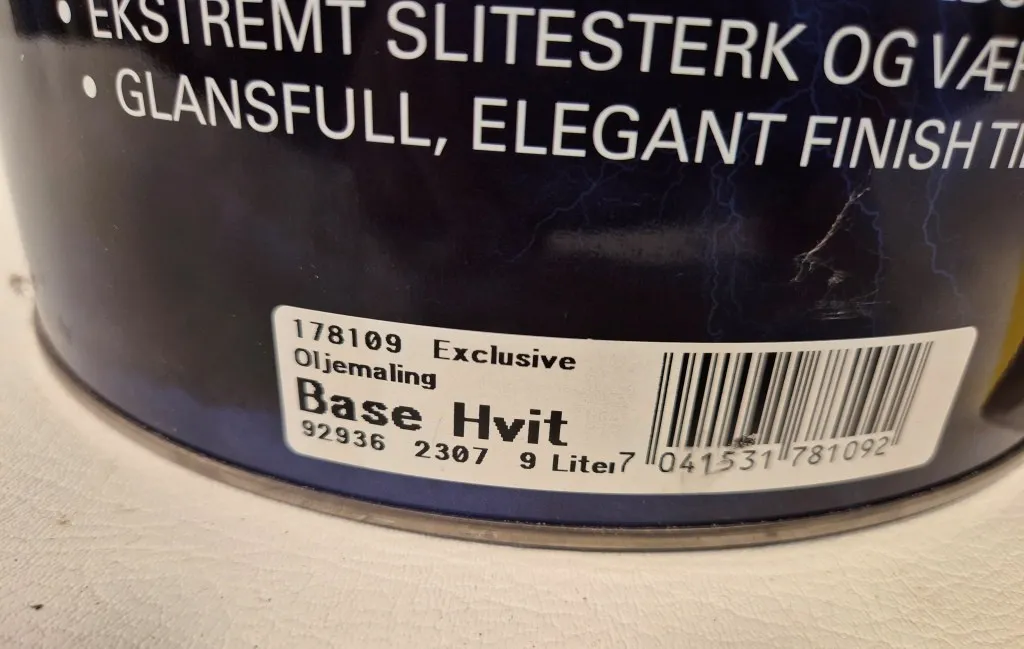 • EKSTREMT SLITESTERK OG
• GLANSFULL, ELEGANT FINISH
178109 Exclusive
Oljemaling
Base Hvit
92936 2307 9 Liter
7 041531 781092